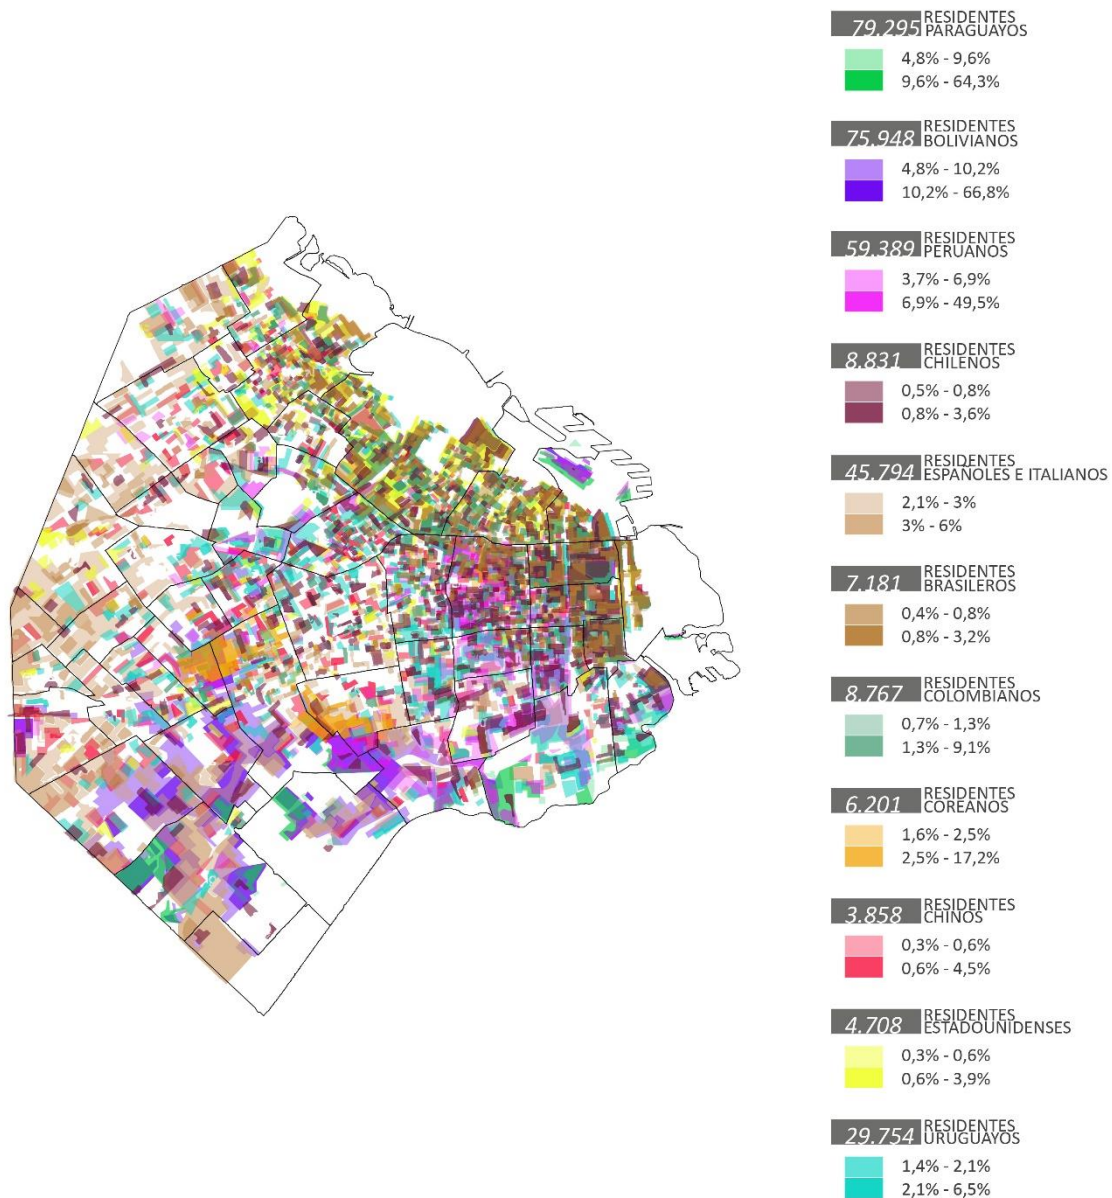 79.295 RESIDENTES
PARAGUAYOS
4,8% - 9,6%
9,6% - 64,3%
75.948 RESIDENTES
BOLIVIANOS
4,8% - 10,2%
10,2% - 66,8%
59.389 RESIDENTES
PERUANOS
3,7% - 6,9%
6,9% - 49,5%
8.831 RESIDENTES
CHILENOS
0,5% - 0,8%
0,8% - 3,6%
45.794 RESIDENTES
ESPAÑOLES E ITALIANOS
2,1% - 3%
3% - 6%
7.181 RESIDENTES
BRASILEROS
0,4% - 0,8%
0,8% - 3,2%
8.767 RESIDENTES
COLOMBIANOS
0,7% - 1,3%
1,3% - 9,1%
6.201 RESIDENTES
COREANOS
1,6% - 2,5%
2,5% - 17,2%
3.858 RESIDENTES
CHINOS
0,3% - 0,6%
0,6% - 4,5%
4.708 RESIDENTES
ESTADOUNIDENSES
0,3% - 0,6%
0,6% - 3,9%
29.754 RESIDENTES
URUGUAYOS
1,4% - 2,1%
2,1% - 6,5%